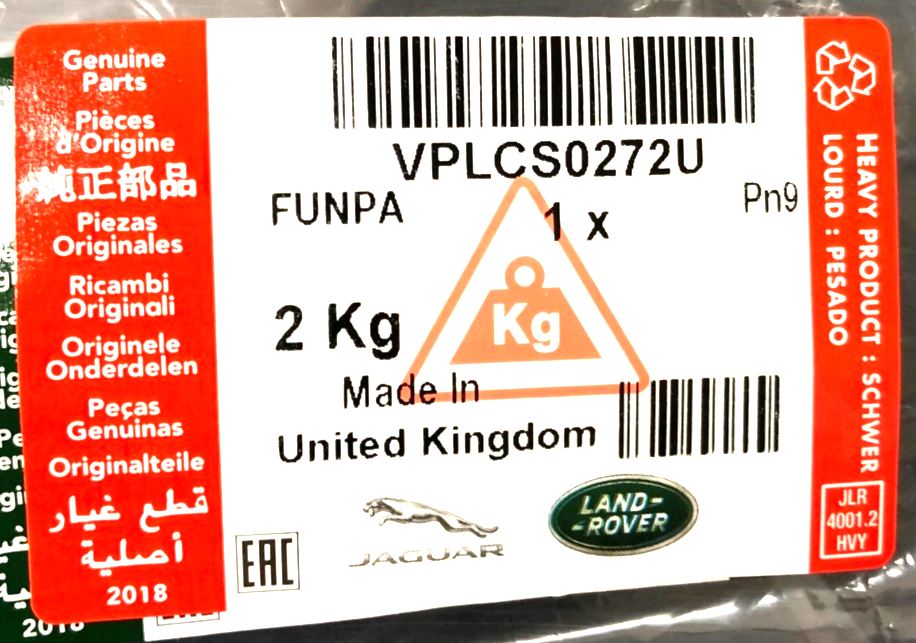 Genuine
Parts
Pièces
d'Origine
純正部品
Piezas
Originales
Ricambi
Originali
Originele
Onderdelen
Peças
Genuinas
Originalteile
قطع غيار
أصلية
2018
VPLCS0272U
FUNPA
1 x
Pn9
Kg
2 Kg
Made In
United Kingdom
EAC
JAGUAR
LAND-
-ROVER
HEAVY PRODUCT : SCHWER
LOURD : PESADO
JLR
4001.2
HVY
2018